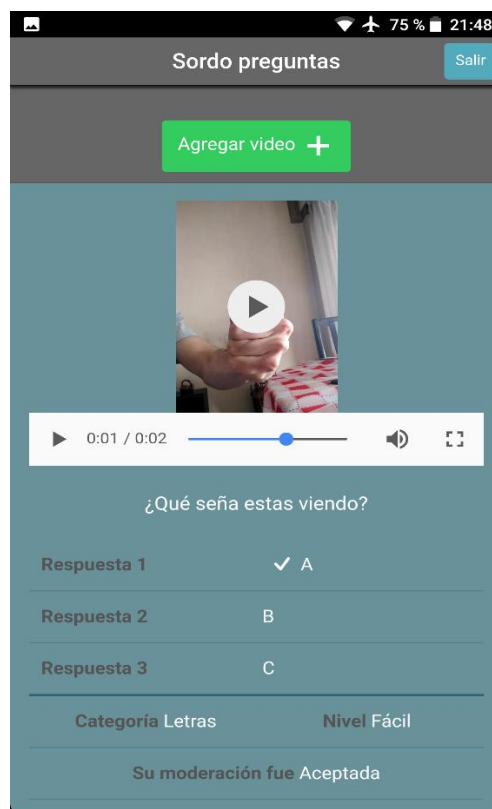 75 % 21:48
Sordo preguntas
Salir
Agregar video +
0:01 / 0:02
¿Qué seña estas viendo?
Respuesta 1 ✓ A
Respuesta 2 B
Respuesta 3 C
Categoría Letras Nivel Fácil
Su moderación fue Aceptada